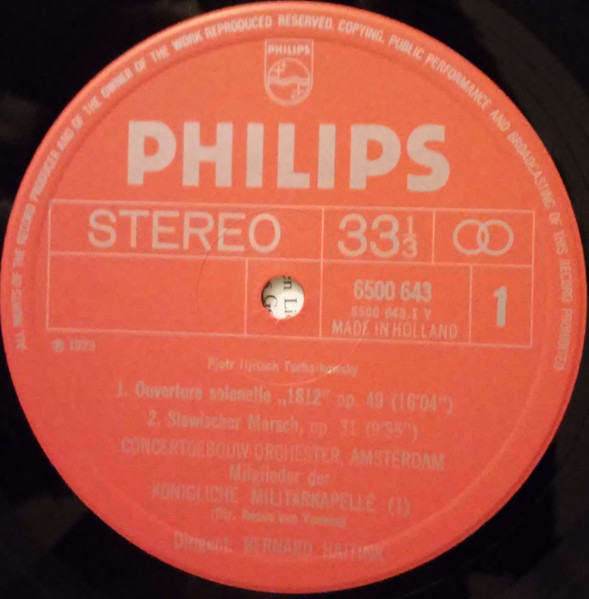 ALL RIGHTS OF THE RECORD PRODUCER AND OF THE OWNER OF THE WORK REPRODUCED RESERVED. COPYING, PUBLIC PERFORMANCE AND BROADCASTING OF THIS RECORD PROHIBITED
PHILIPS
PHILIPS
STEREO
33 1/3
6500 643
6500 643.1 Y
MADE IN HOLLAND
1
℗ 1973
Pjotr Iljitsch Tschaikowsky
1. Ouverture solenelle „1812" op. 49 (16'04")
2. Slawischer Marsch, op. 31 (9'55")
CONCERTGEBOUW-ORCHESTER, AMSTERDAM
Mitglieder der
KÖNIGLICHE MILITÄRKAPELLE (1)
Dirigent: BERNARD HAITINK